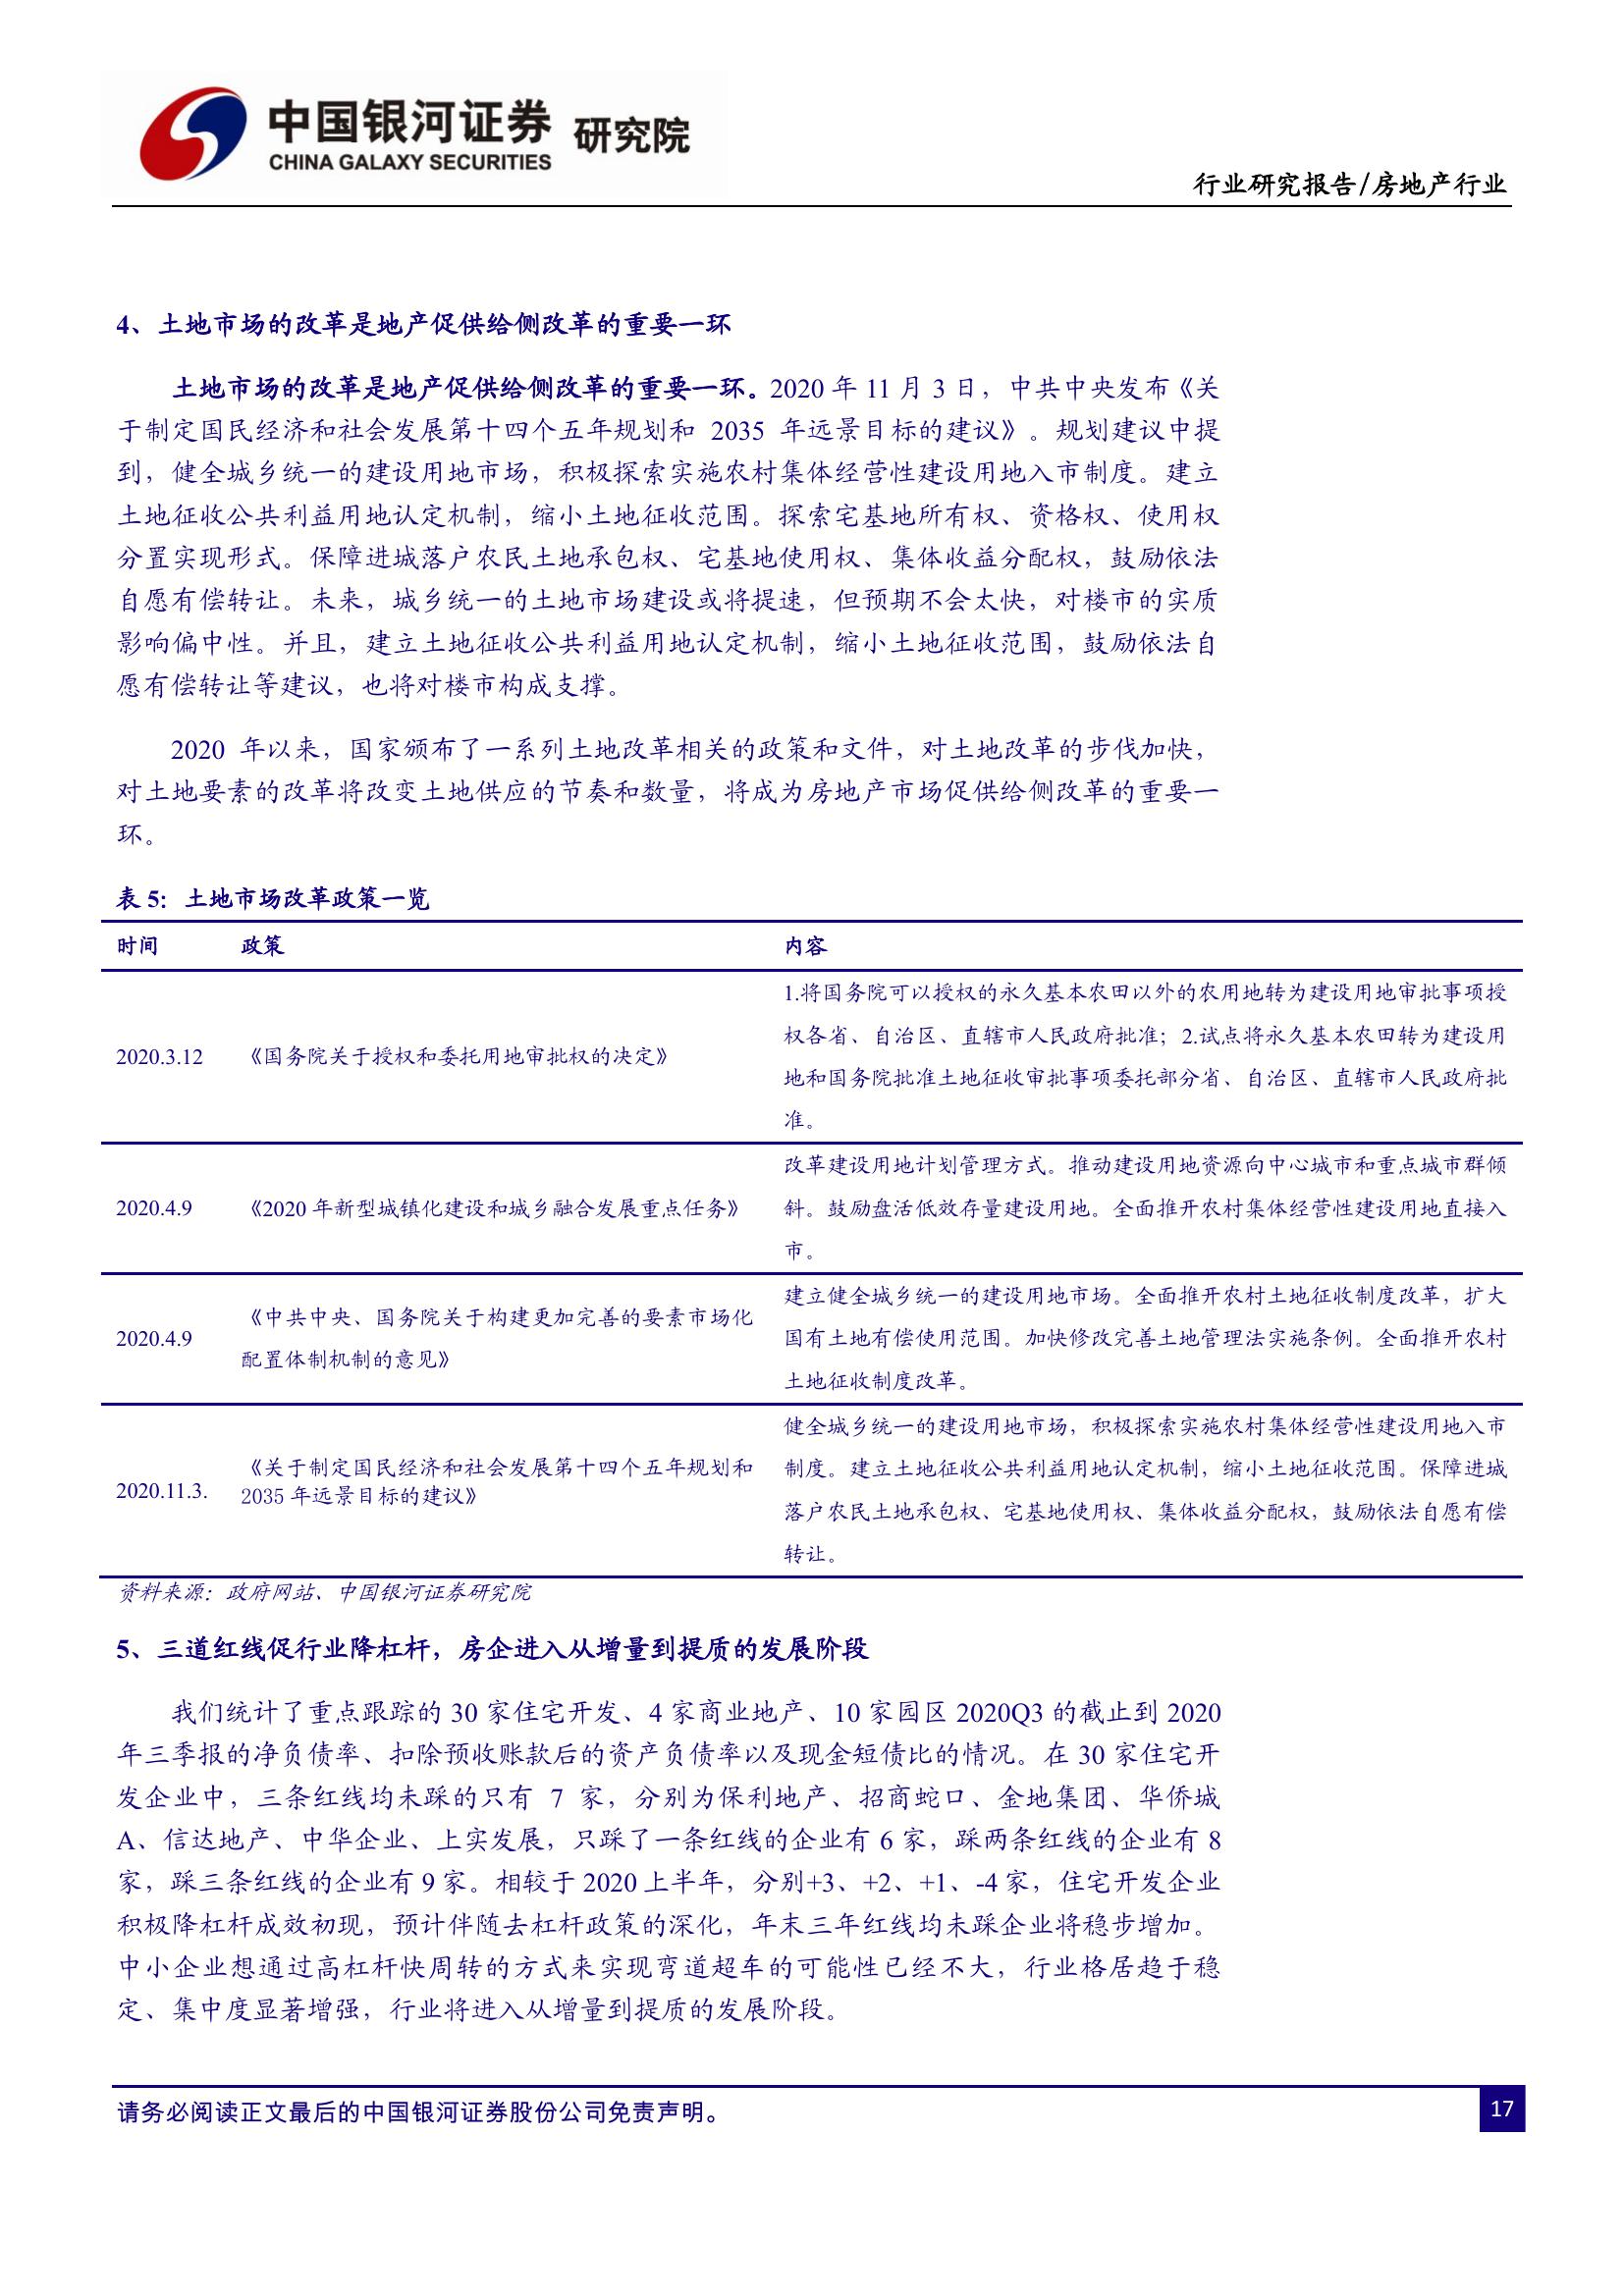 中国银河证券 研究院
CHINA GALAXY SECURITIES
行业研究报告/房地产行业
4、土地市场的改革是地产促供给侧改革的重要一环
土地市场的改革是地产促供给侧改革的重要一环。2020 年 11 月 3 日，中共中央发布《关
于制定国民经济和社会发展第十四个五年规划和 2035 年远景目标的建议》。规划建议中提
到，健全城乡统一的建设用地市场，积极探索实施农村集体经营性建设用地入市制度。建立
土地征收公共利益用地认定机制，缩小土地征收范围。探索宅基地所有权、资格权、使用权
分置实现形式。保障进城落户农民土地承包权、宅基地使用权、集体收益分配权，鼓励依法
自愿有偿转让。未来，城乡统一的土地市场建设或将提速，但预期不会太快，对楼市的实质
影响偏中性。并且，建立土地征收公共利益用地认定机制，缩小土地征收范围，鼓励依法自
愿有偿转让等建议，也将对楼市构成支撑。
2020 年以来，国家颁布了一系列土地改革相关的政策和文件，对土地改革的步伐加快，
对土地要素的改革将改变土地供应的节奏和数量，将成为房地产市场促供给侧改革的重要一
环。
表 5：土地市场改革政策一览
时间 政策 内容
1.将国务院可以授权的永久基本农田以外的农用地转为建设用地审批事项授
权各省、自治区、直辖市人民政府批准；2.试点将永久基本农田转为建设用
2020.3.12 《国务院关于授权和委托用地审批权的决定》
地和国务院批准土地征收审批事项委托部分省、自治区、直辖市人民政府批
准。
改革建设用地计划管理方式。推动建设用地资源向中心城市和重点城市群倾
2020.4.9 《2020 年新型城镇化建设和城乡融合发展重点任务》 斜。鼓励盘活低效存量建设用地。全面推开农村集体经营性建设用地直接入
市。
建立健全城乡统一的建设用地市场。全面推开农村土地征收制度改革，扩大
《中共中央、国务院关于构建更加完善的要素市场化
2020.4.9 国有土地有偿使用范围。加快修改完善土地管理法实施条例。全面推开农村
配置体制机制的意见》
土地征收制度改革。
健全城乡统一的建设用地市场，积极探索实施农村集体经营性建设用地入市
《关于制定国民经济和社会发展第十四个五年规划和 制度。建立土地征收公共利益用地认定机制，缩小土地征收范围。保障进城
2020.11.3. 2035 年远景目标的建议》
落户农民土地承包权、宅基地使用权、集体收益分配权，鼓励依法自愿有偿
转让。
资料来源：政府网站、中国银河证券研究院
5、三道红线促行业降杠杆，房企进入从增量到提质的发展阶段
我们统计了重点跟踪的 30 家住宅开发、4 家商业地产、10 家园区 2020Q3 的截止到 2020
年三季报的净负债率、扣除预收账款后的资产负债率以及现金短债比的情况。在 30 家住宅开
发企业中，三条红线均未踩的只有 7 家，分别为保利地产、招商蛇口、金地集团、华侨城
A、信达地产、中华企业、上实发展，只踩了一条红线的企业有 6 家，踩两条红线的企业有 8
家，踩三条红线的企业有 9 家。相较于 2020 上半年，分别+3、+2、+1、-4 家，住宅开发企业
积极降杠杆成效初现，预计伴随去杠杆政策的深化，年末三年红线均未踩企业将稳步增加。
中小企业想通过高杠杆快周转的方式来实现弯道超车的可能性已经不大，行业格居趋于稳
定、集中度显著增强，行业将进入从增量到提质的发展阶段。
请务必阅读正文最后的中国银河证券股份公司免责声明。
17